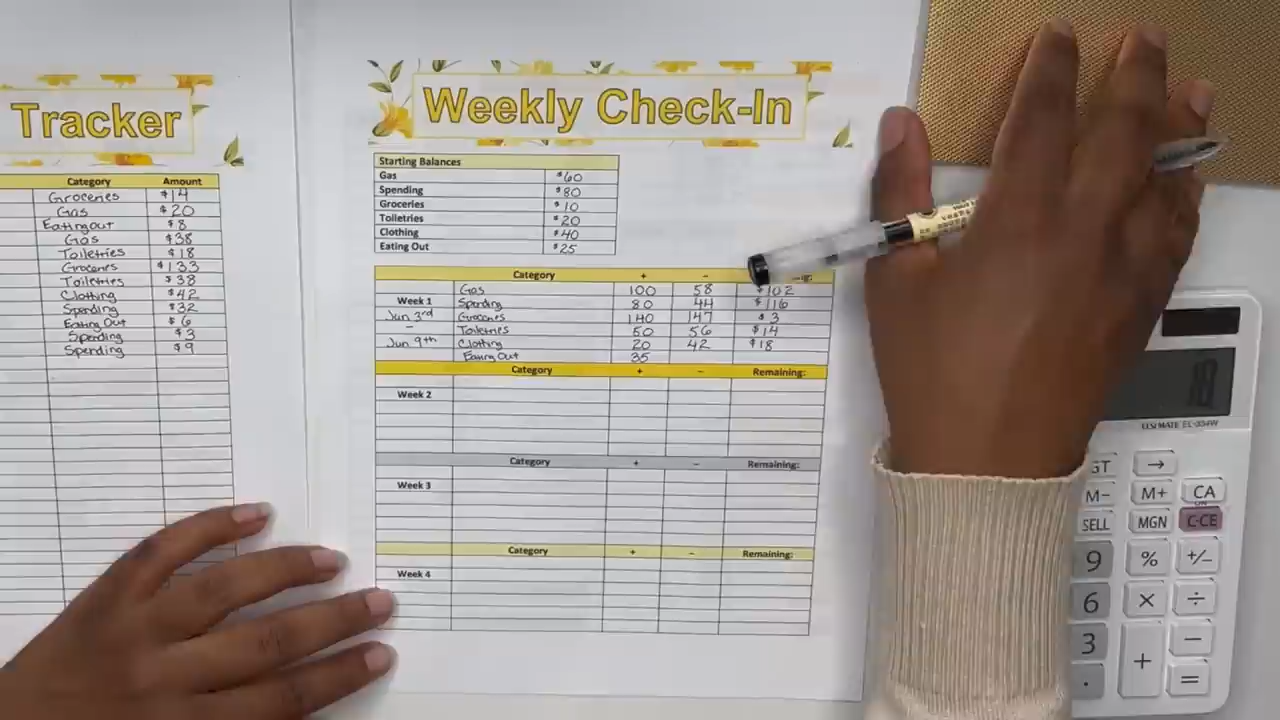 Tracker
Category Amount
Groceries $14
Gas $20
Eating out $8
Gas $38
Toiletries $18
Groceries $133
Toiletries $38
Clothing $42
Spending $32
Eating Out $6
Spending $3
Spending $9
Weekly Check-In
Starting Balances
Gas $60
Spending $80
Groceries $10
Toiletries $20
Clothing $40
Eating Out $25
Category + –
Gas 100 58 $102
Week 1 Spending 80 44 $116
Jun 3rd Groceries 140 147 $3
– Toiletries 50 56 $14
Jun 9th Clothing 20 42 $18
Eating Out 35
Category + – Remaining:
Week 2
Category + – Remaining:
Week 3
Category + – Remaining:
Week 4
18
ELSI MATE EL-334W
GT →
M- M+ CA
SELL MGN C·CE
9 % +/-
6 × ÷
3 + −
. =